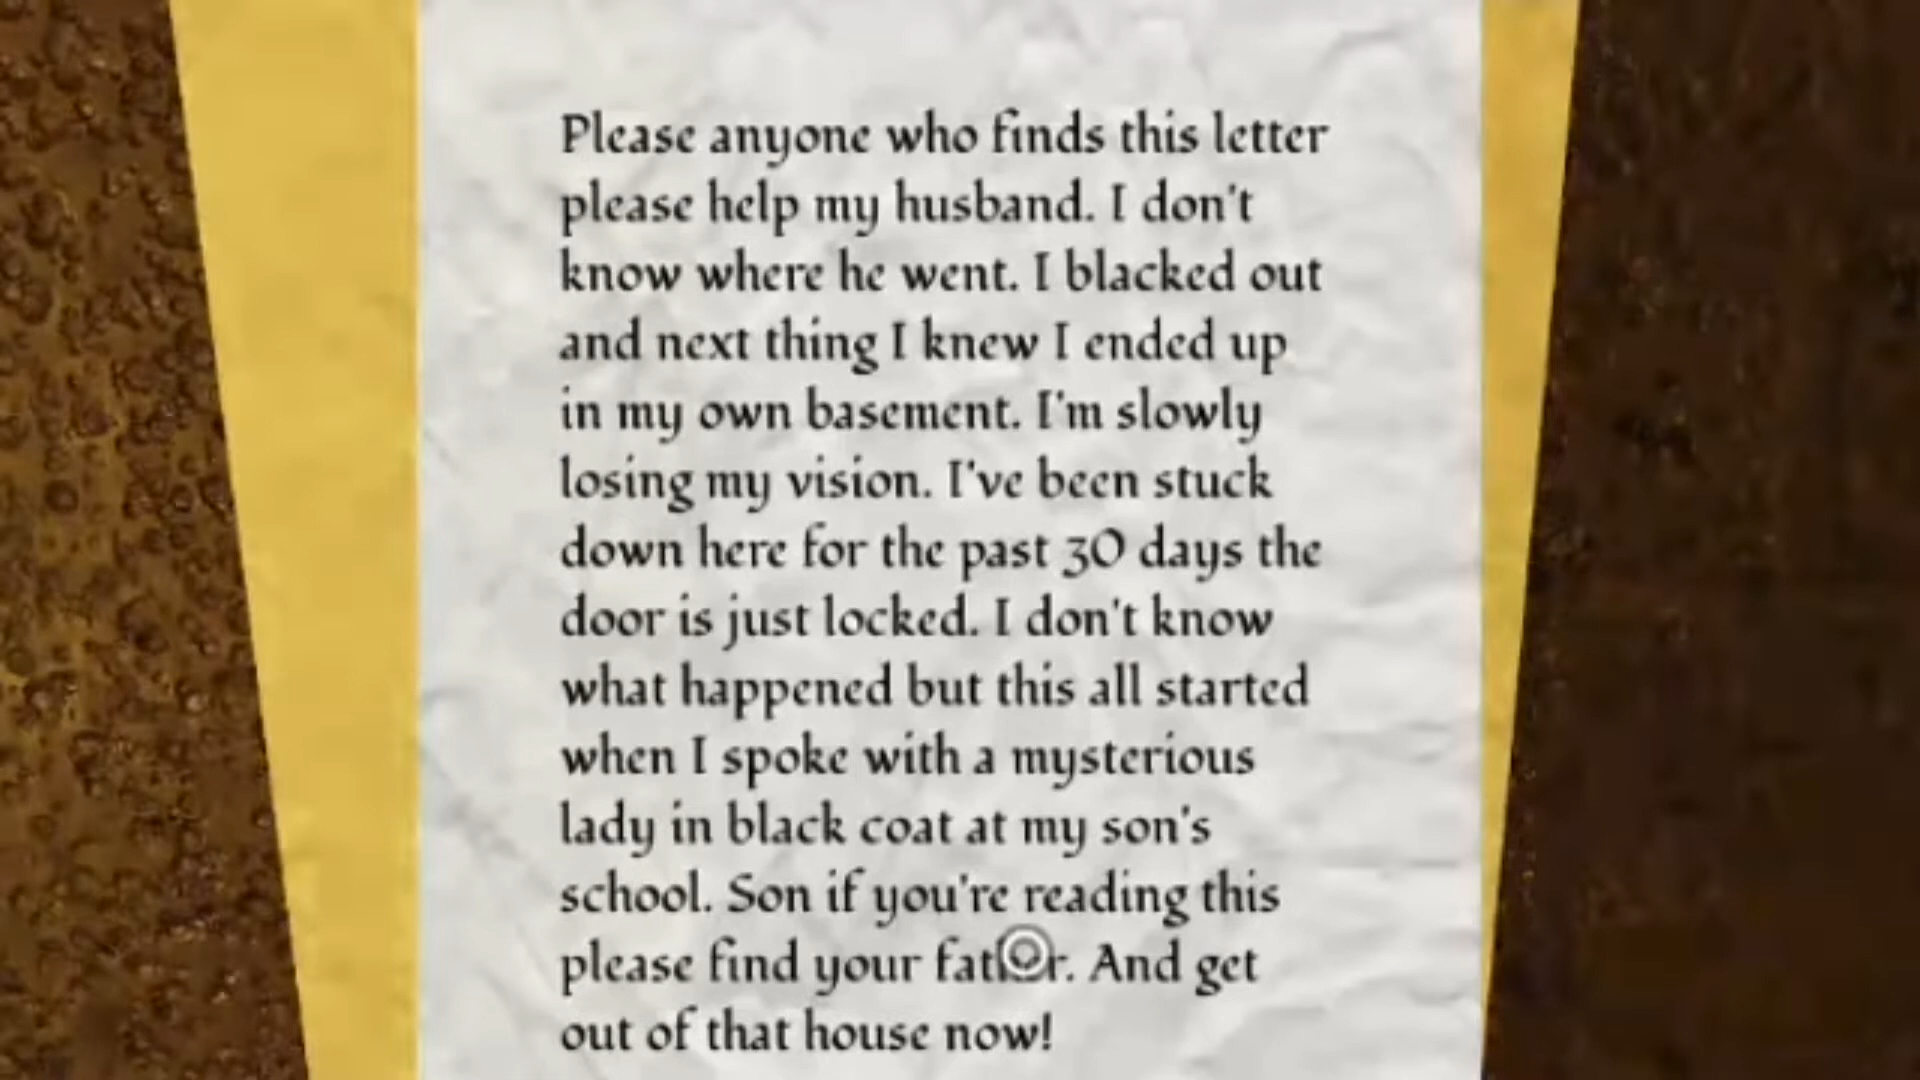 Please anyone who finds this letter
please help my husband. I don't
know where he went. I blacked out
and next thing I knew I ended up
in my own basement. I'm slowly
losing my vision. I've been stuck
down here for the past 30 days the
door is just locked. I don't know
what happened but this all started
when I spoke with a mysterious
lady in black coat at my son's
school. Son if you're reading this
please find your father. And get
out of that house now!